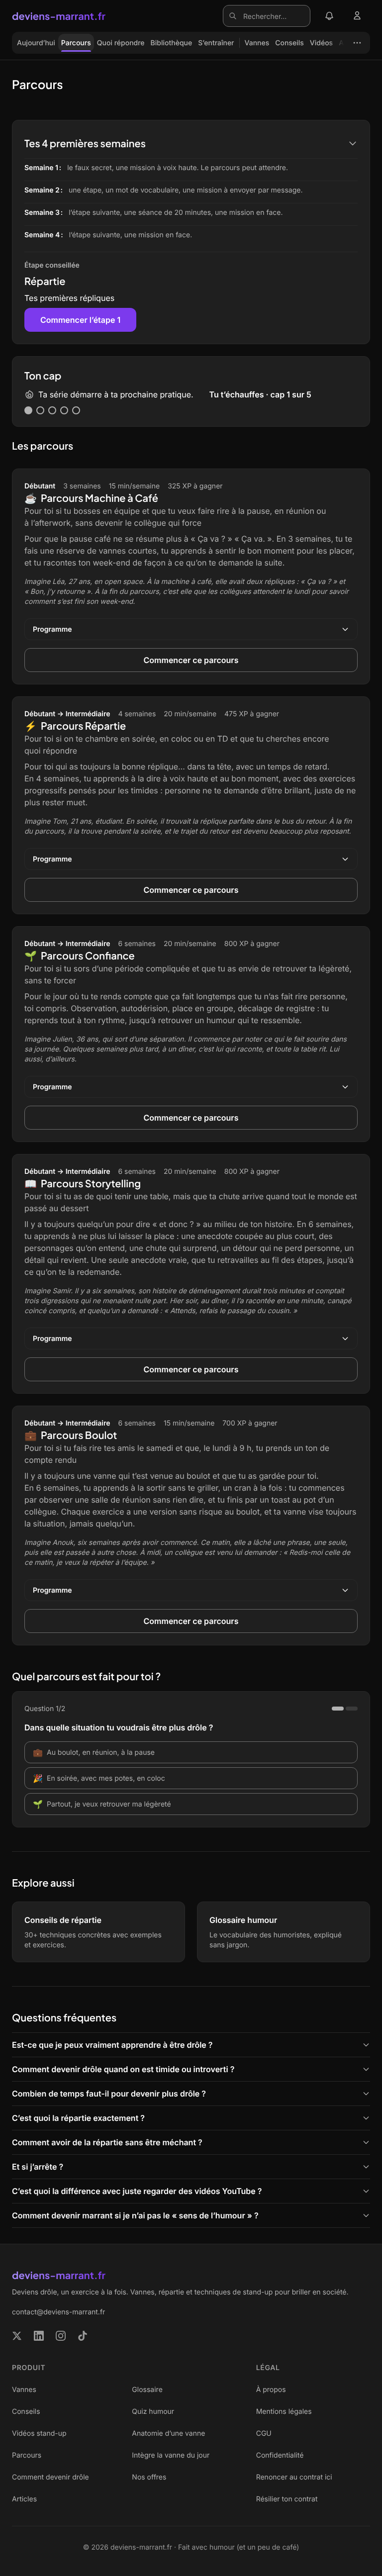 deviens-marrant.fr
Rechercher...
Aujourd'hui Parcours Quoi répondre Bibliothèque S'entraîner Vannes Conseils Vidéos
Parcours
Tes 4 premières semaines
Semaine 1 : le faux secret, une mission à voix haute. Le parcours peut attendre.
Semaine 2 : une étape, un mot de vocabulaire, une mission à envoyer par message.
Semaine 3 : l'étape suivante, une séance de 20 minutes, une mission en face.
Semaine 4 : l'étape suivante, une mission en face.
Étape conseillée
Répartie
Tes premières répliques
Commencer l'étape 1
Ton cap
Ta série démarre à ta prochaine pratique. Tu t'échauffes · cap 1 sur 5
Les parcours
Débutant 3 semaines 15 min/semaine 325 XP à gagner
☕ Parcours Machine à Café
Pour toi si tu bosses en équipe et que tu veux faire rire à la pause, en réunion ou
à l'afterwork, sans devenir le collègue qui force
Pour que la pause café ne se résume plus à « Ça va ? » « Ça va. ». En 3 semaines, tu te
fais une réserve de vannes courtes, tu apprends à sentir le bon moment pour les placer,
et tu racontes ton week-end de façon à ce qu'on te demande la suite.
Imagine Léa, 27 ans, en open space. À la machine à café, elle avait deux répliques : « Ça va ? » et
« Bon, j'y retourne ». À la fin du parcours, c'est elle que les collègues attendent le lundi pour savoir
comment s'est fini son week-end.
Programme
Commencer ce parcours
Débutant → Intermédiaire 4 semaines 20 min/semaine 475 XP à gagner
⚡ Parcours Répartie
Pour toi si on te chambre en soirée, en coloc ou en TD et que tu cherches encore
quoi répondre
Pour toi qui as toujours la bonne réplique… dans ta tête, avec un temps de retard.
En 4 semaines, tu apprends à la dire à voix haute et au bon moment, avec des exercices
progressifs pensés pour les timides : personne ne te demande d'être brillant, juste de ne
plus rester muet.
Imagine Tom, 21 ans, étudiant. En soirée, il trouvait la réplique parfaite dans le bus du retour. À la fin
du parcours, il la trouve pendant la soirée, et le trajet du retour est devenu beaucoup plus reposant.
Programme
Commencer ce parcours
Débutant → Intermédiaire 6 semaines 20 min/semaine 800 XP à gagner
🌱 Parcours Confiance
Pour toi si tu sors d'une période compliquée et que tu as envie de retrouver ta légèreté,
sans te forcer
Pour le jour où tu te rends compte que ça fait longtemps que tu n'as fait rire personne,
toi compris. Observation, autodérision, place en groupe, décalage de registre : tu
reprends tout à ton rythme, jusqu'à retrouver un humour qui te ressemble.
Imagine Julien, 36 ans, qui sort d'une séparation. Il commence par noter ce qui le fait sourire dans
sa journée. Quelques semaines plus tard, à un dîner, c'est lui qui raconte, et toute la table rit. Lui
aussi, d'ailleurs.
Programme
Commencer ce parcours
Débutant → Intermédiaire 6 semaines 20 min/semaine 800 XP à gagner
📖 Parcours Storytelling
Pour toi si tu as de quoi tenir une table, mais que ta chute arrive quand tout le monde est
passé au dessert
Il y a toujours quelqu'un pour dire « et donc ? » au milieu de ton histoire. En 6 semaines,
tu apprends à ne plus lui laisser la place : une anecdote coupée au plus court, des
personnages qu'on entend, une chute qui surprend, un détour qui ne perd personne, un
détail qui revient. Une seule anecdote vraie, que tu retravailles au fil des étapes, jusqu'à
ce qu'on te la redemande.
Imagine Samir. Il y a six semaines, son histoire de déménagement durait trois minutes et comptait
trois digressions qui ne menaient nulle part. Hier soir, au dîner, il l'a racontée en une minute, canapé
coincé compris, et quelqu'un a demandé : « Attends, refais le passage du cousin. »
Programme
Commencer ce parcours
Débutant → Intermédiaire 6 semaines 15 min/semaine 700 XP à gagner
💼 Parcours Boulot
Pour toi si tu fais rire tes amis le samedi et que, le lundi à 9 h, tu prends un ton de
compte rendu
Il y a toujours une vanne qui t'est venue au boulot et que tu as gardée pour toi.
En 6 semaines, tu apprends à la sortir sans te griller, un cran à la fois : tu commences
par observer une salle de réunion sans rien dire, et tu finis par un toast au pot d'un
collègue. Chaque exercice a une version sans risque au boulot, et ta vanne vise toujours
la situation, jamais quelqu'un.
Imagine Anouk, six semaines après avoir commencé. Ce matin, elle a lâché une phrase, une seule,
puis elle est passée à autre chose. À midi, un collègue est venu lui demander : « Redis-moi celle de
ce matin, je veux la répéter à l'équipe. »
Programme
Commencer ce parcours
Quel parcours est fait pour toi ?
Question 1/2
Dans quelle situation tu voudrais être plus drôle ?
💼 Au boulot, en réunion, à la pause
🎉 En soirée, avec mes potes, en coloc
🌱 Partout, je veux retrouver ma légèreté
Explore aussi
Conseils de répartie
30+ techniques concrètes avec exemples
et exercices.
Glossaire humour
Le vocabulaire des humoristes, expliqué
sans jargon.
Questions fréquentes
Est-ce que je peux vraiment apprendre à être drôle ?
Comment devenir drôle quand on est timide ou introverti ?
Combien de temps faut-il pour devenir plus drôle ?
C'est quoi la répartie exactement ?
Comment avoir de la répartie sans être méchant ?
Et si j'arrête ?
C'est quoi la différence avec juste regarder des vidéos YouTube ?
Comment devenir marrant si je n'ai pas le « sens de l'humour » ?
deviens-marrant.fr
Deviens drôle, un exercice à la fois. Vannes, répartie et techniques de stand-up pour briller en société.
contact@deviens-marrant.fr
PRODUIT
Vannes
Conseils
Vidéos stand-up
Parcours
Comment devenir drôle
Articles
Glossaire
Quiz humour
Anatomie d'une vanne
Intègre la vanne du jour
Nos offres
LÉGAL
À propos
Mentions légales
CGU
Confidentialité
Renoncer au contrat ici
Résilier ton contrat
© 2026 deviens-marrant.fr · Fait avec humour (et un peu de café)